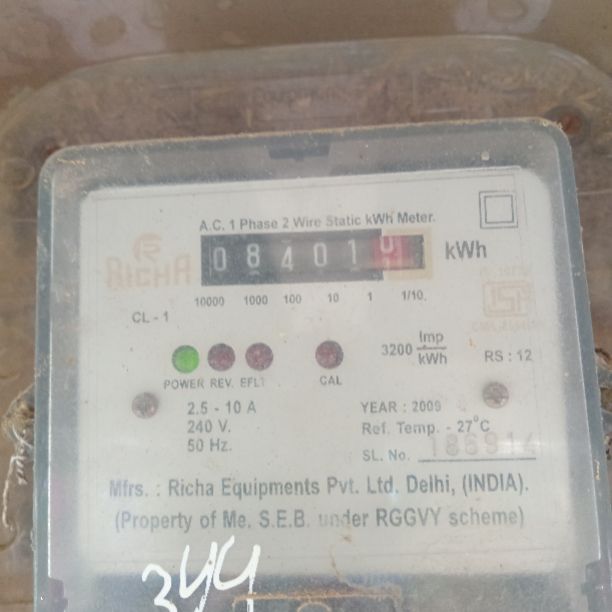 A.C. 1 Phase 2 Wire Static kWh Meter.
RICHA
08401 0 kWh
10000 1000 100 10 1 1/10.
CL - 1
3200 Imp/kWh
RS : 12
POWER REV. EFLT CAL
2.5 - 10 A
240 V.
50 Hz.
YEAR : 2009
Ref. Temp. - 27°C
SL. No. 186914
Mfrs. : Richa Equipments Pvt. Ltd. Delhi, (INDIA).
(Property of Me. S.E.B. under RGGVY scheme)
344